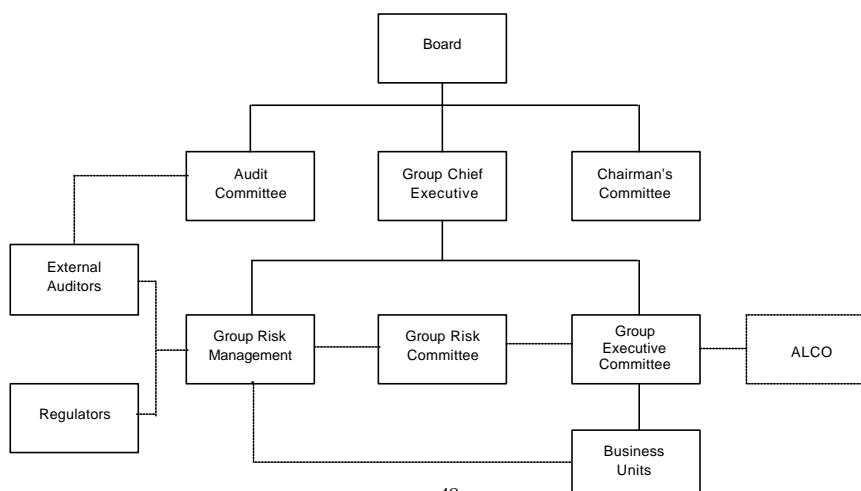 Board
Audit
Committee
Group Chief
Executive
Chairman's
Committee
External
Auditors
Group Risk
Management
Group Risk
Committee
Group
Executive
Committee
ALCO
Regulators
Business
Units